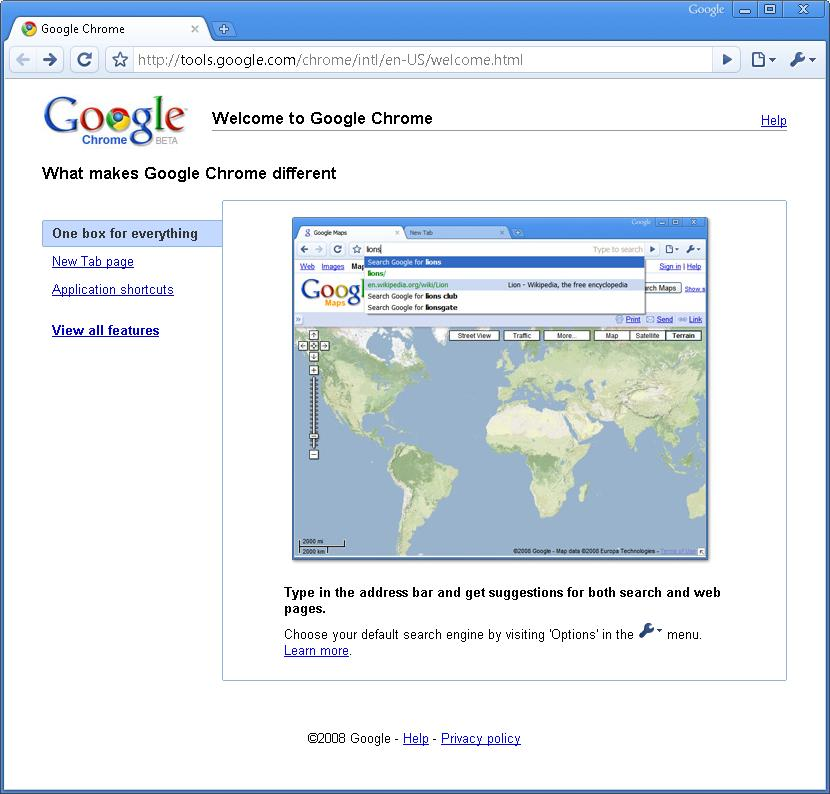 Google
Google Chrome
http://tools.google.com/chrome/intl/en-US/welcome.html
Google
Chrome BETA
Welcome to Google Chrome
Help
What makes Google Chrome different
One box for everything
New Tab page
Application shortcuts
View all features
Google
Google Maps
New Tab
lions
Type to search
Search Google for lions
lions/
en.wikipedia.org/wiki/Lion
Lion - Wikipedia, the free encyclopedia
Search Google for lions club
Search Google for lionsgate
Web Images Map
Sign in | Help
Goog
Maps
rch Maps
Show s
Print Send Link
Street View Traffic More... Map Satellite Terrain
2000 mi
2000 km
©2008 Google - Map data ©2008 Europa Technologies - Terms of Use
Type in the address bar and get suggestions for both search and web
pages.
Choose your default search engine by visiting 'Options' in the menu.
Learn more.
©2008 Google - Help - Privacy policy